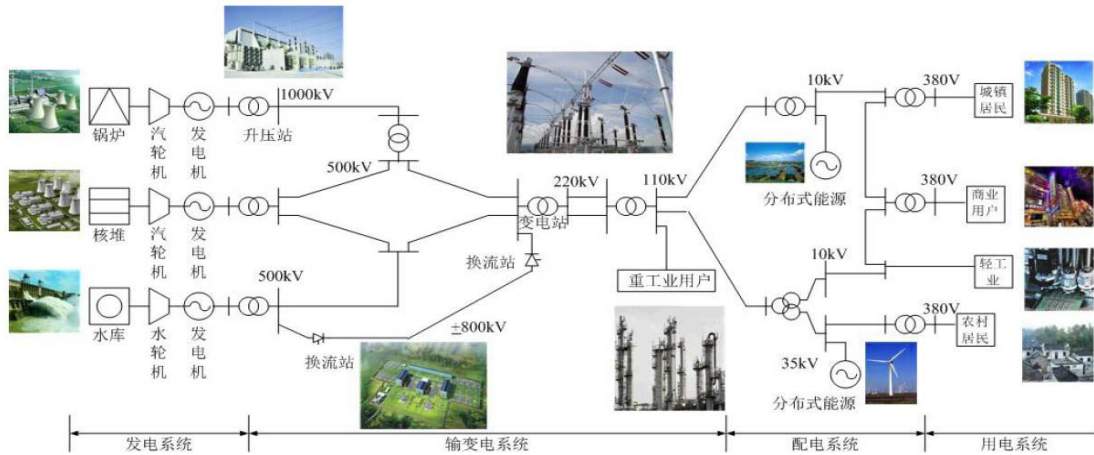 锅炉
汽轮机
发电机
升压站
1000kV
核堆
汽轮机
发电机
500kV
水库
水轮机
发电机
500kV
换流站
±800kV
换流站
变电站
220kV
110kV
重工业用户
10kV
分布式能源
380V
城镇
居民
380V
商业
用户
10kV
轻工
业
35kV
分布式能源
380V
农村
居民
发电系统
输变电系统
配电系统
用电系统